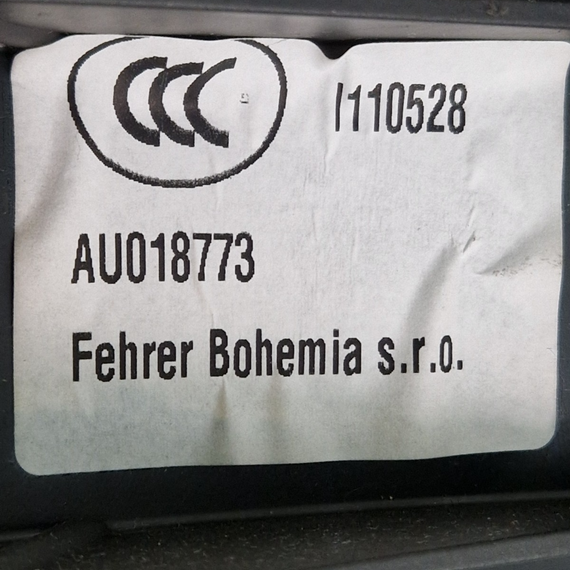 CCC I110528
AU018773
Fehrer Bohemia s.r.o.